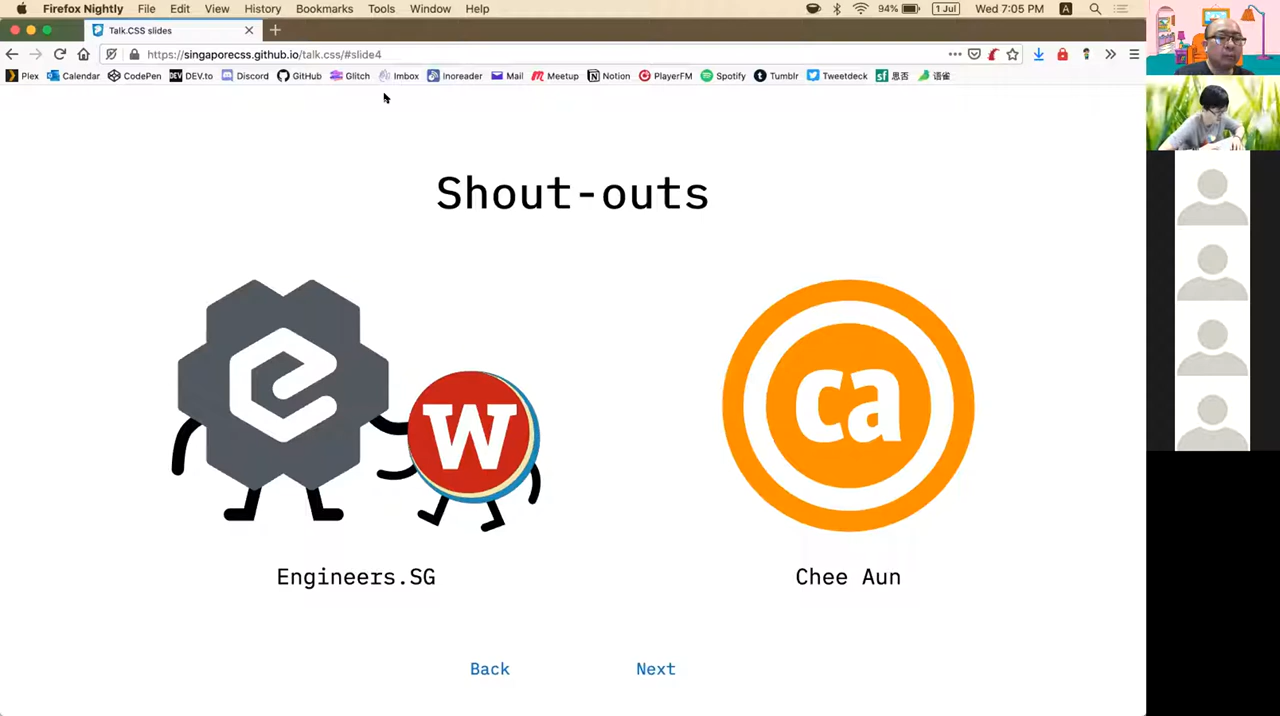 Firefox Nightly File Edit View History Bookmarks Tools Window Help 94% 1 Jul Wed 7:05 PM A
Talk.CSS slides
https://singaporecss.github.io/talk.css/#slide4
Plex Calendar CodePen DEV.to Discord GitHub Glitch Imbox Inoreader Mail Meetup Notion PlayerFM Spotify Tumblr Tweetdeck 思否 语雀
Shout-outs
e
W
ca
Engineers.SG
Chee Aun
Back
Next